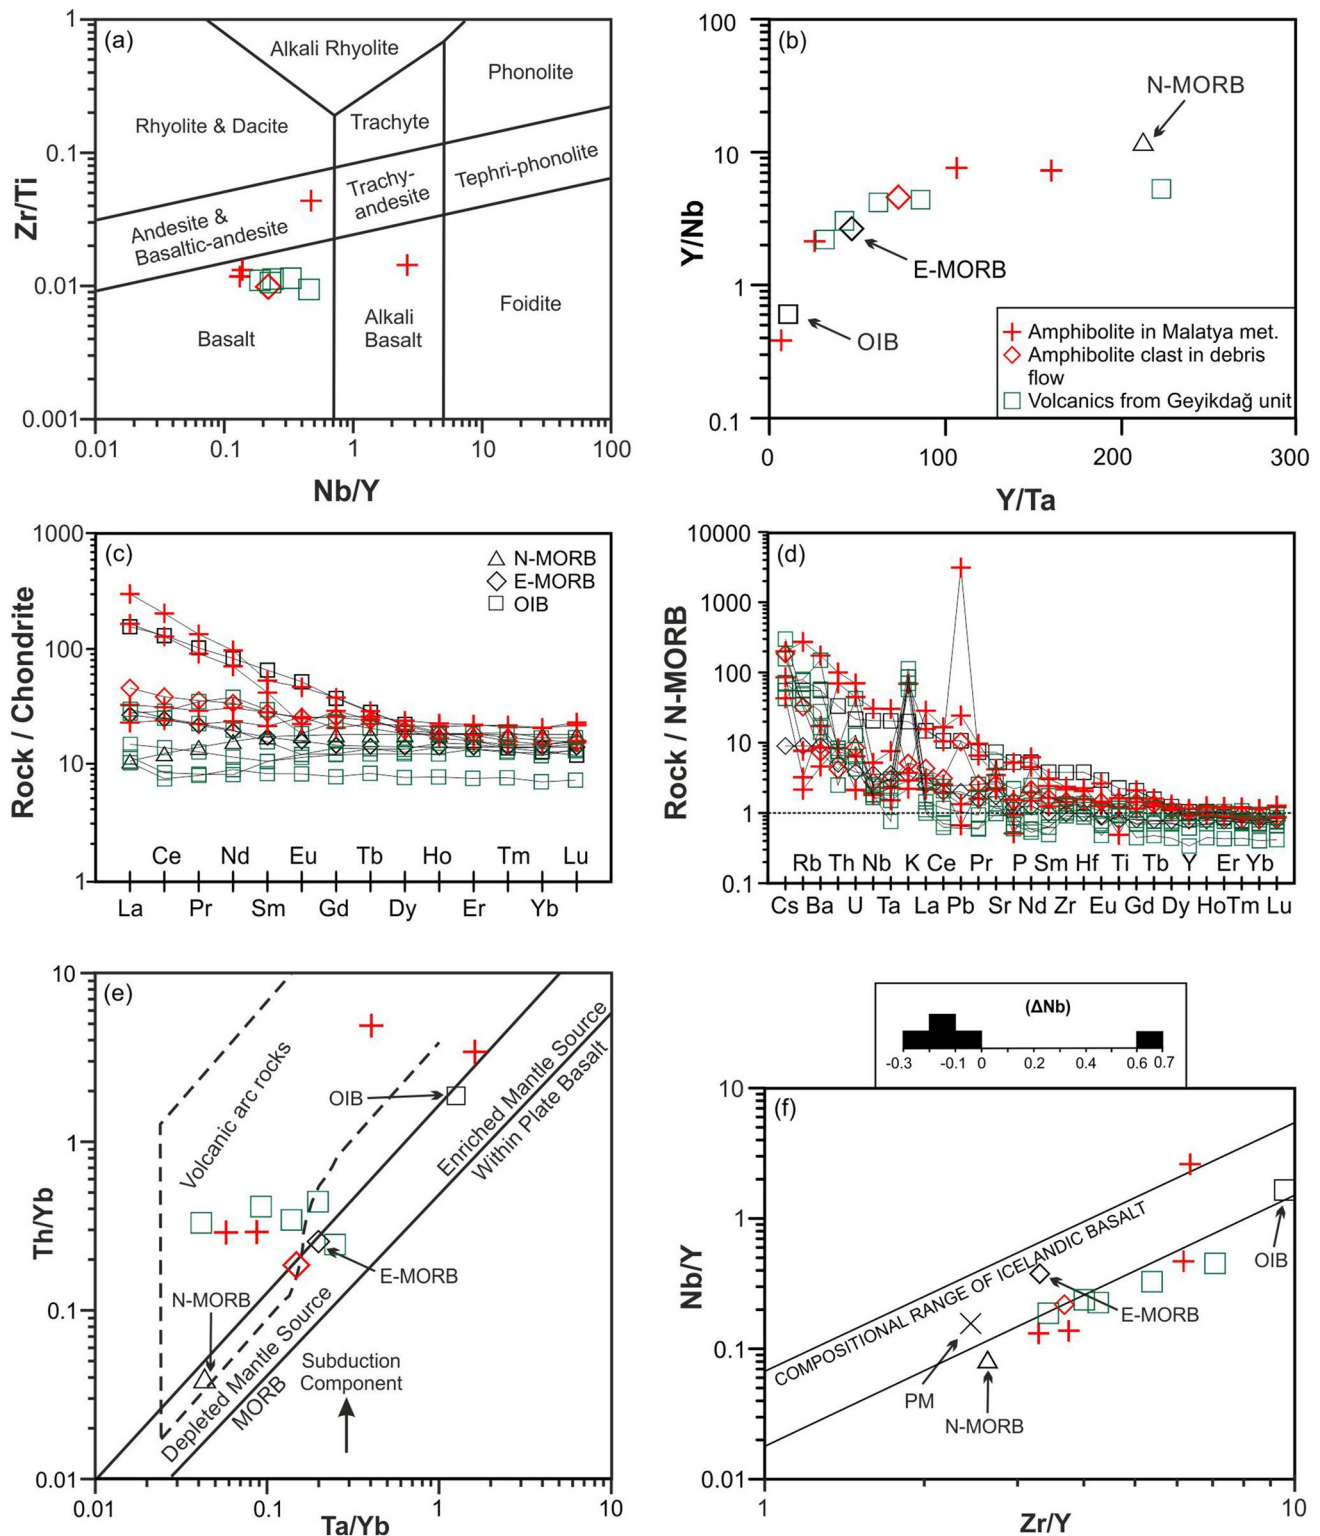 (a)
Alkali Rhyolite
Phonolite
Rhyolite & Dacite
Trachyte
Trachy-
andesite
Tephri-phonolite
Andesite &
Basaltic-andesite
Basalt
Alkali
Basalt
Foidite
1
0.1
0.01
0.001
Zr/Ti
0.01
0.1
1
10
100
Nb/Y
(b)
N-MORB
E-MORB
OIB
Amphibolite in Malatya met.
Amphibolite clast in debris
flow
Volcanics from Geyikdağ unit
100
10
1
0.1
Y/Nb
0
100
200
300
Y/Ta
(c)
N-MORB
E-MORB
OIB
1000
100
10
1
Rock / Chondrite
Ce Nd Eu Tb Ho Tm Lu
La Pr Sm Gd Dy Er Yb
(d)
10000
1000
100
10
1
0.1
Rock / N-MORB
Rb Th Nb K Ce Pr P Sm Hf Ti Tb Y Er Yb
Cs Ba U Ta La Pb Sr Nd Zr Eu Gd Dy Ho Tm Lu
(e)
Volcanic arc rocks
OIB
Enriched Mantle Source
Within Plate Basalt
E-MORB
N-MORB
Depleted Mantle Source
MORB
Subduction
Component
10
1
0.1
0.01
Th/Yb
0.01
0.1
1
10
Ta/Yb
(ΔNb)
-0.3 -0.1 0 0.2 0.4 0.6 0.7
(f)
COMPOSITIONAL RANGE OF ICELANDIC BASALT
OIB
E-MORB
PM
N-MORB
10
1
0.1
0.01
Nb/Y
1
10
Zr/Y